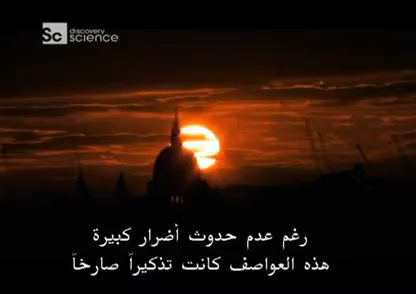 Sc discovery
science
رغم عدم حدوث أضرار كبيرة
هذه العواصف كانت تذكيراً صارخاً